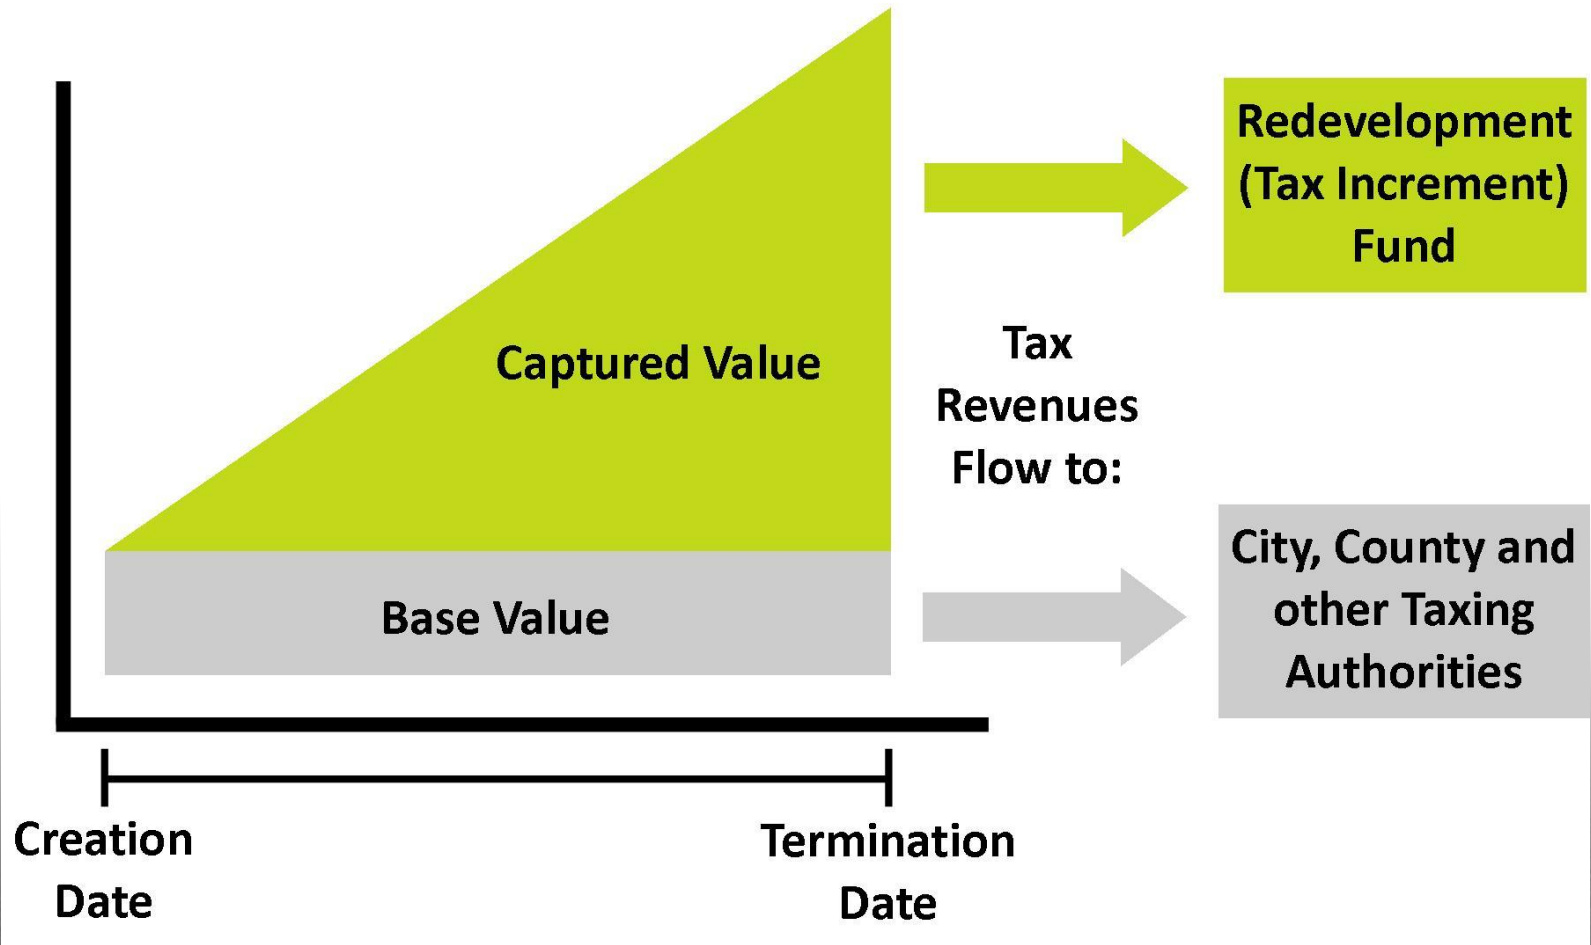 Redevelopment
(Tax Increment)
Fund
Captured Value
Tax
Revenues
Flow to:
Base Value
City, County and
other Taxing
Authorities
Creation
Date
Termination
Date